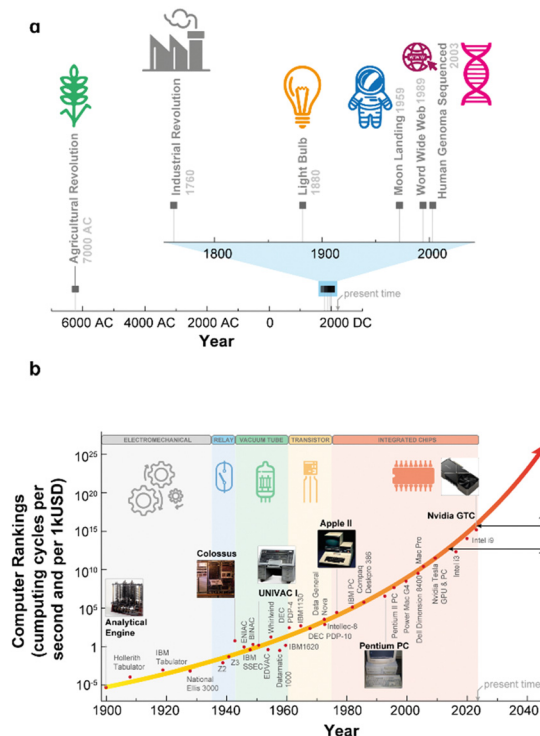 a
Agricultural Revolution
7000 AC
Industrial Revolution
1760
Light Bulb
1880
Moon Landing 1959
Word Wide Web 1989
Human Genoma Sequenced
2003
1800 1900 2000
present time
6000 AC 4000 AC 2000 AC 0 2000 DC
Year
b
Computer Rankings
(cumputing cycles per
second and per 1kUSD)
10^25
10^20
10^15
10^10
10^5
1
10^-5
ELECTROMECHANICAL RELAY VACUUM TUBE TRANSISTOR INTEGRATED CHIPS
Analytical
Engine
Hollerith
Tabulator
IBM
Tabulator
National
Ellis 3000
Colossus
Z2
Z3
ENIAC
BINAC
IBM
SSEC
UNIVAC I
Whirlwind
EDVAC
Datamatic
1000
DEC
PDP-4
IBM1620
IBM1130
DEC PDP-10
Data General
Nova
Intellec-8
Apple II
IBM PC
Compaq
Deskpro 386
Pentium PC
Pentium II PC
Power Mac G4
Dell Dimension 8400
Mac Pro
Nvidia Tesla
GPU & PC
Intel i3
Intel i9
Nvidia GTC
present time
1900 1920 1940 1960 1980 2000 2020 2040
Year